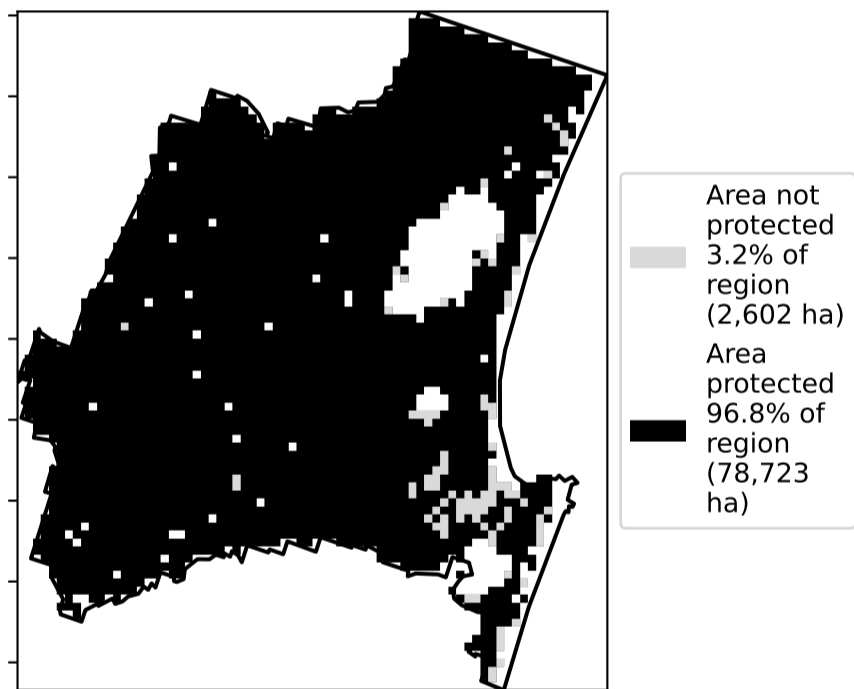 Area not
protected
3.2% of
region
(2,602 ha)
Area
protected
96.8% of
region
(78,723
ha)